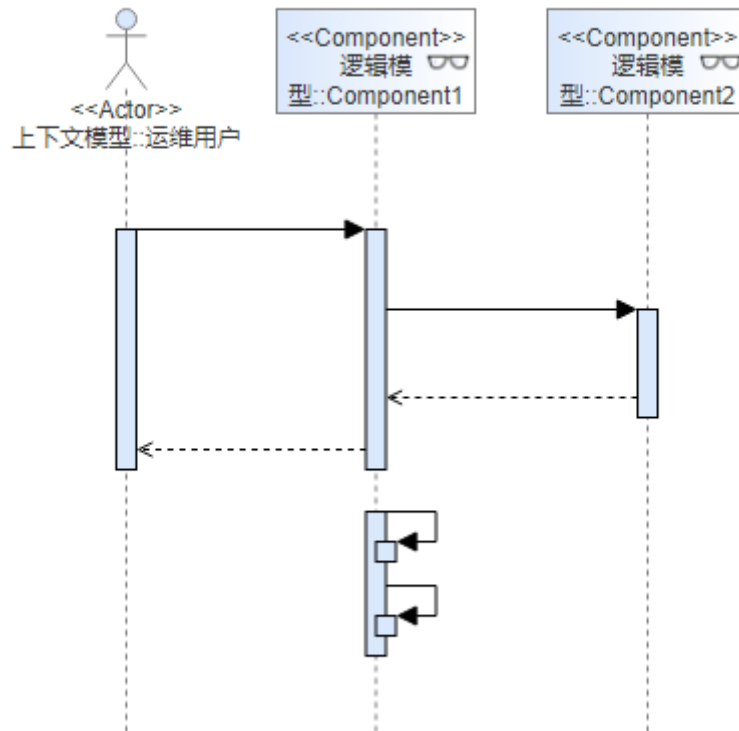 <<Actor>>
上下文模型::运维用户
<<Component>>
逻辑模
型::Component1
<<Component>>
逻辑模
型::Component2